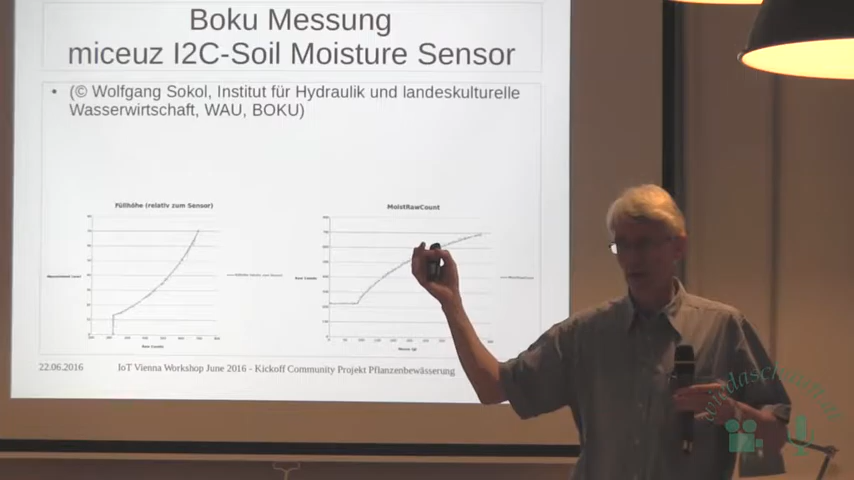 Boku Messung
miceuz I2C-Soil Moisture Sensor
• (© Wolfgang Sokol, Institut für Hydraulik und landeskulturelle
Wasserwirtschaft, WAU, BOKU)
Füllhöhe (relativ zum Sensor)
MoistRawCount
22.06.2016
IoT Vienna Workshop June 2016 - Kickoff Community Projekt Pflanzenbewässerung